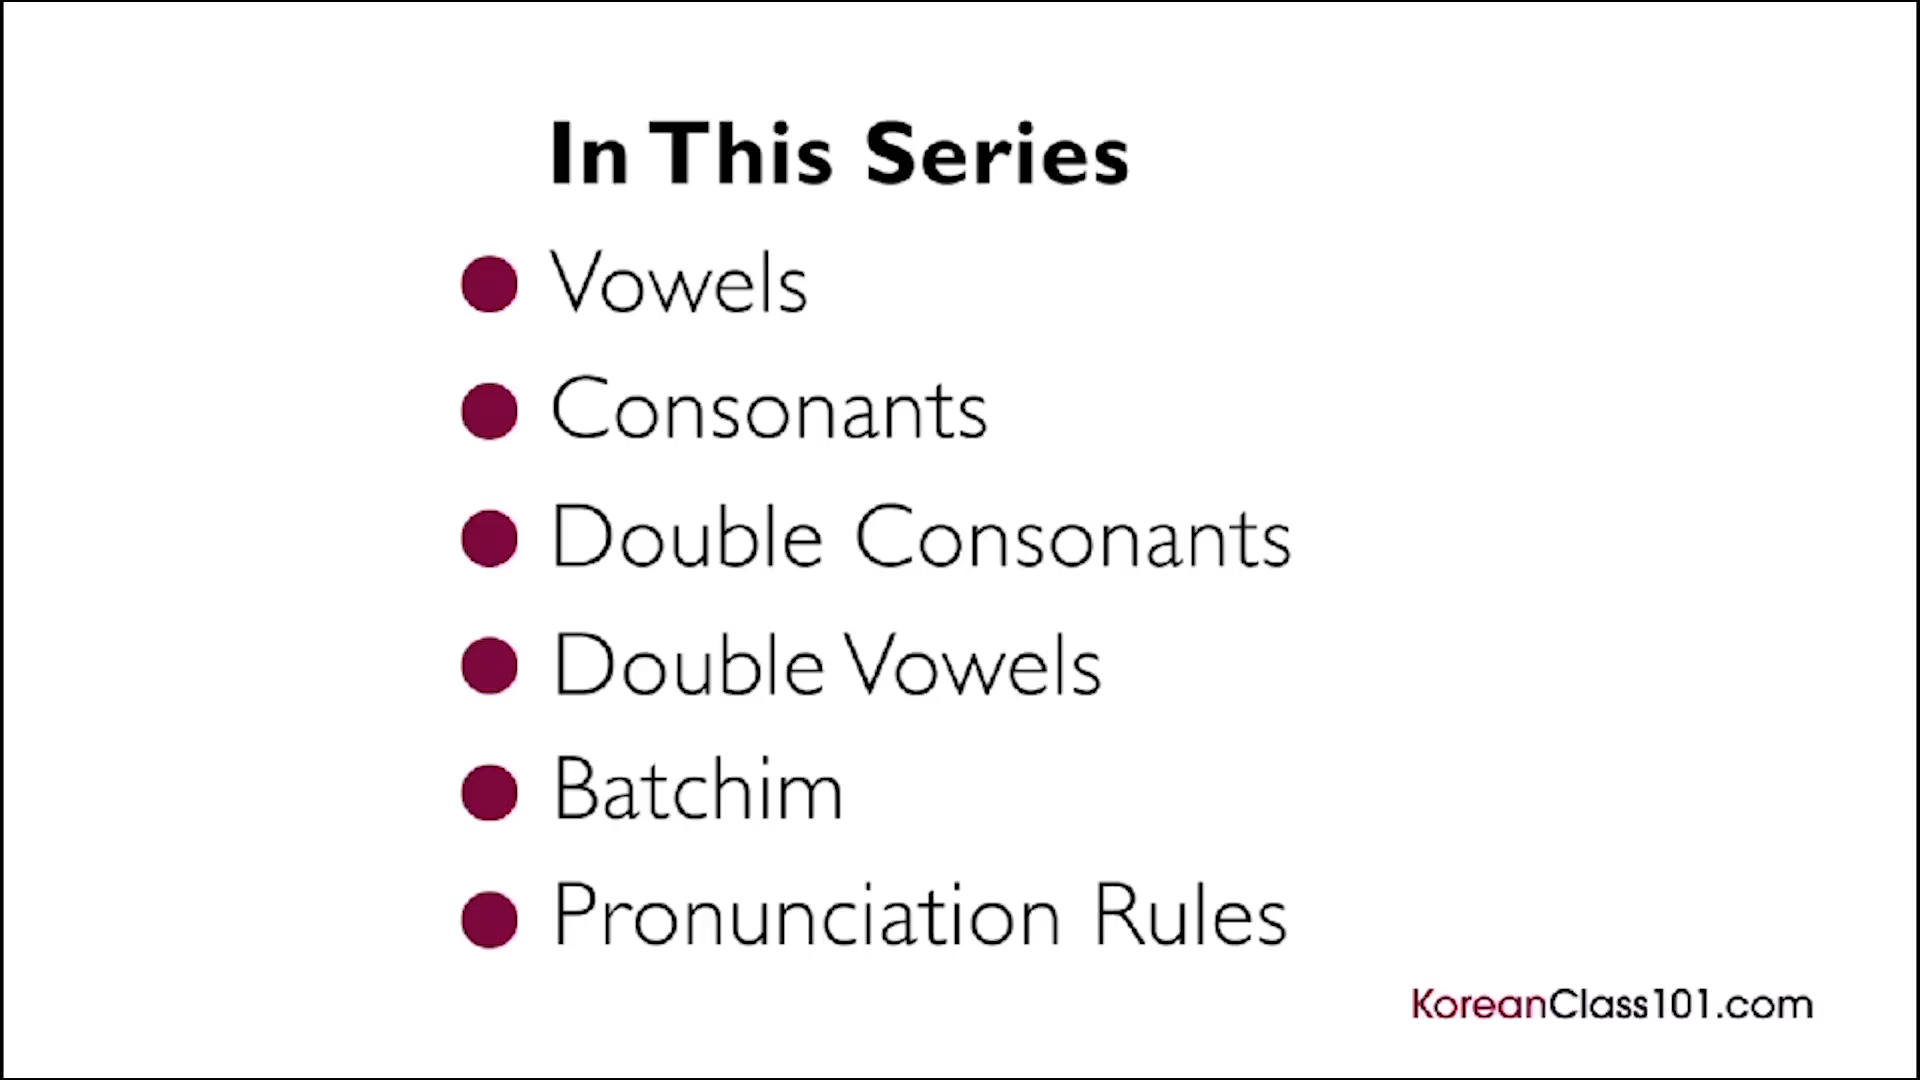 In This Series
Vowels
Consonants
Double Consonants
Double Vowels
Batchim
Pronunciation Rules
KoreanClass101.com